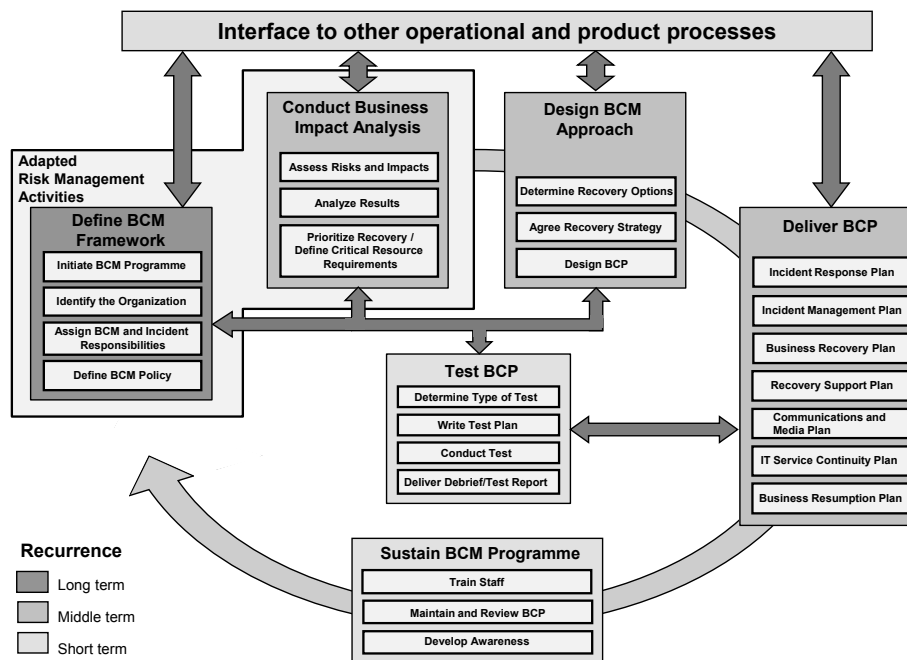 Interface to other operational and product processes
Adapted
Risk Management
Activities
Define BCM
Framework
Initiate BCM Programme
Identify the Organization
Assign BCM and Incident
Responsibilities
Define BCM Policy
Conduct Business
Impact Analysis
Assess Risks and Impacts
Analyze Results
Prioritize Recovery /
Define Critical Resource
Requirements
Design BCM
Approach
Determine Recovery Options
Agree Recovery Strategy
Design BCP
Deliver BCP
Incident Response Plan
Incident Management Plan
Business Recovery Plan
Recovery Support Plan
Communications and
Media Plan
IT Service Continuity Plan
Business Resumption Plan
Test BCP
Determine Type of Test
Write Test Plan
Conduct Test
Deliver Debrief/Test Report
Sustain BCM Programme
Train Staff
Maintain and Review BCP
Develop Awareness
Recurrence
Long term
Middle term
Short term